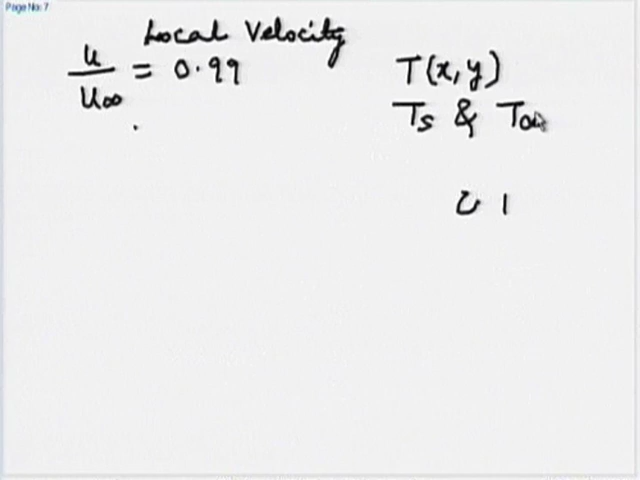 Page No: 7
Local Velocity
u/u∞ = 0.99
T(x,y)
Ts & T∞